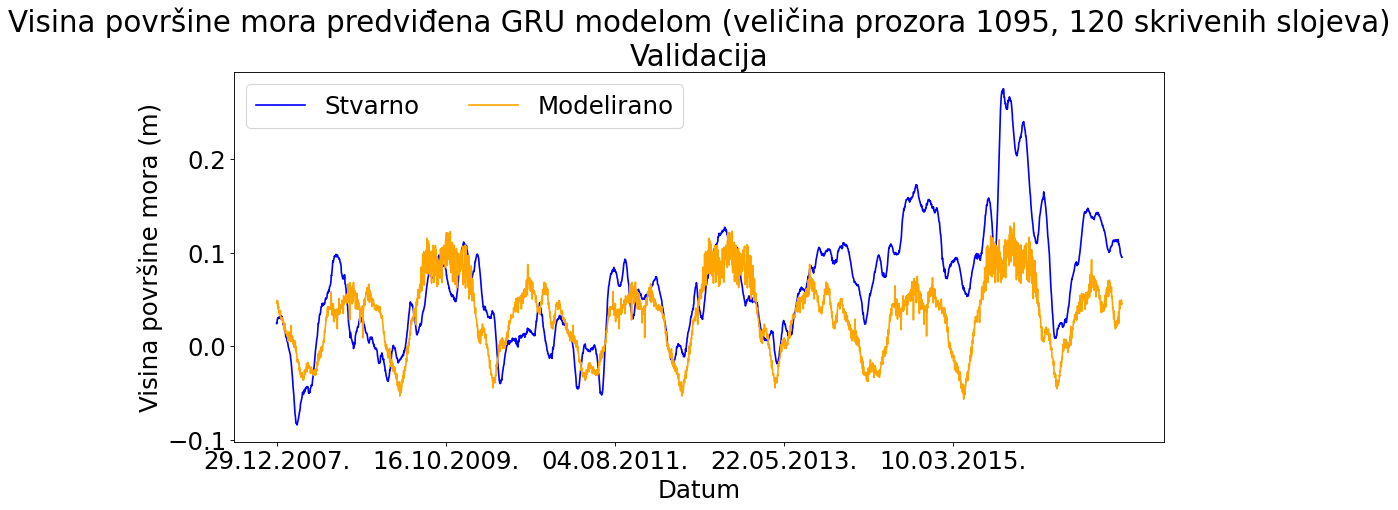 Visina površine mora predviđena GRU modelom (veličina prozora 1095, 120 skrivenih slojeva)
Validacija
Stvarno
Modelirano
Visina površine mora (m)
0.2
0.1
0.0
−0.1
29.12.2007.
16.10.2009.
04.08.2011.
22.05.2013.
10.03.2015.
Datum